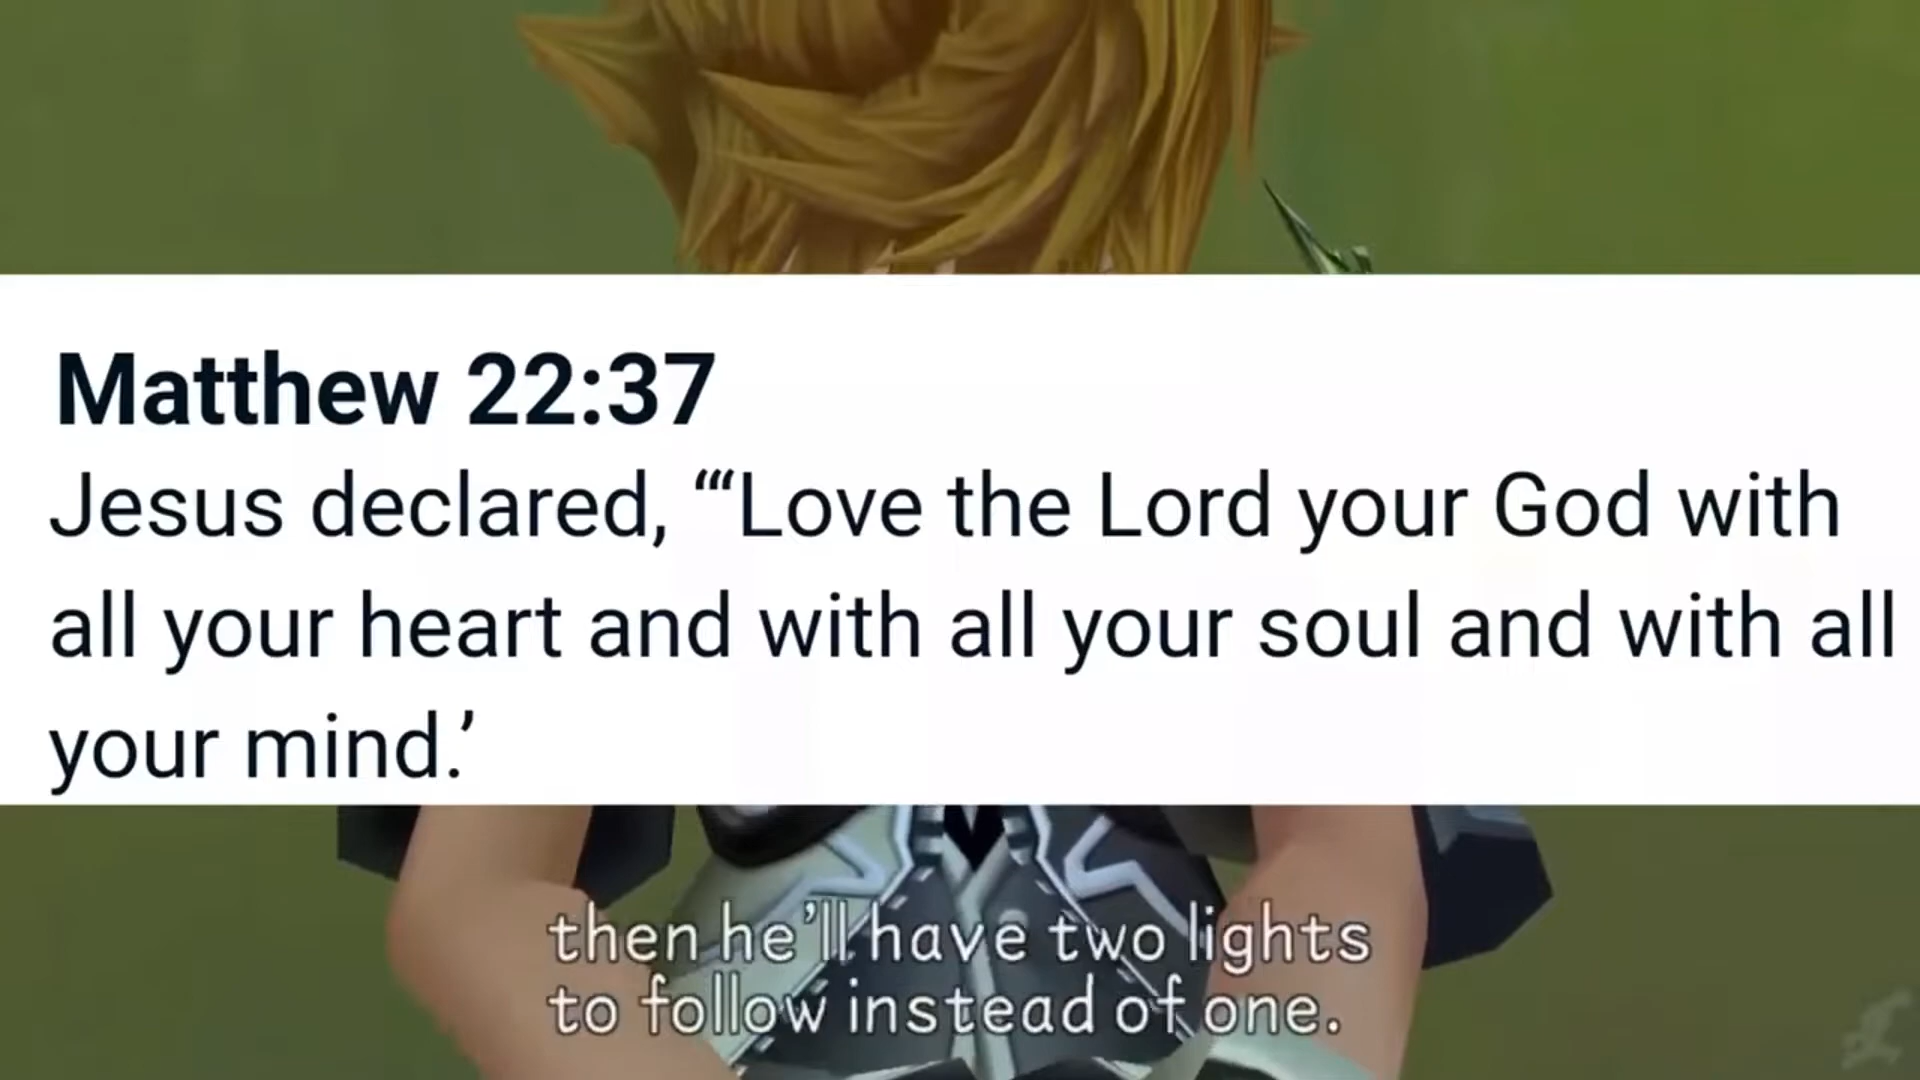 Matthew 22:37
Jesus declared, “‘Love the Lord your God with
all your heart and with all your soul and with all
your mind.’
then he’ll have two lights
to follow instead of one.